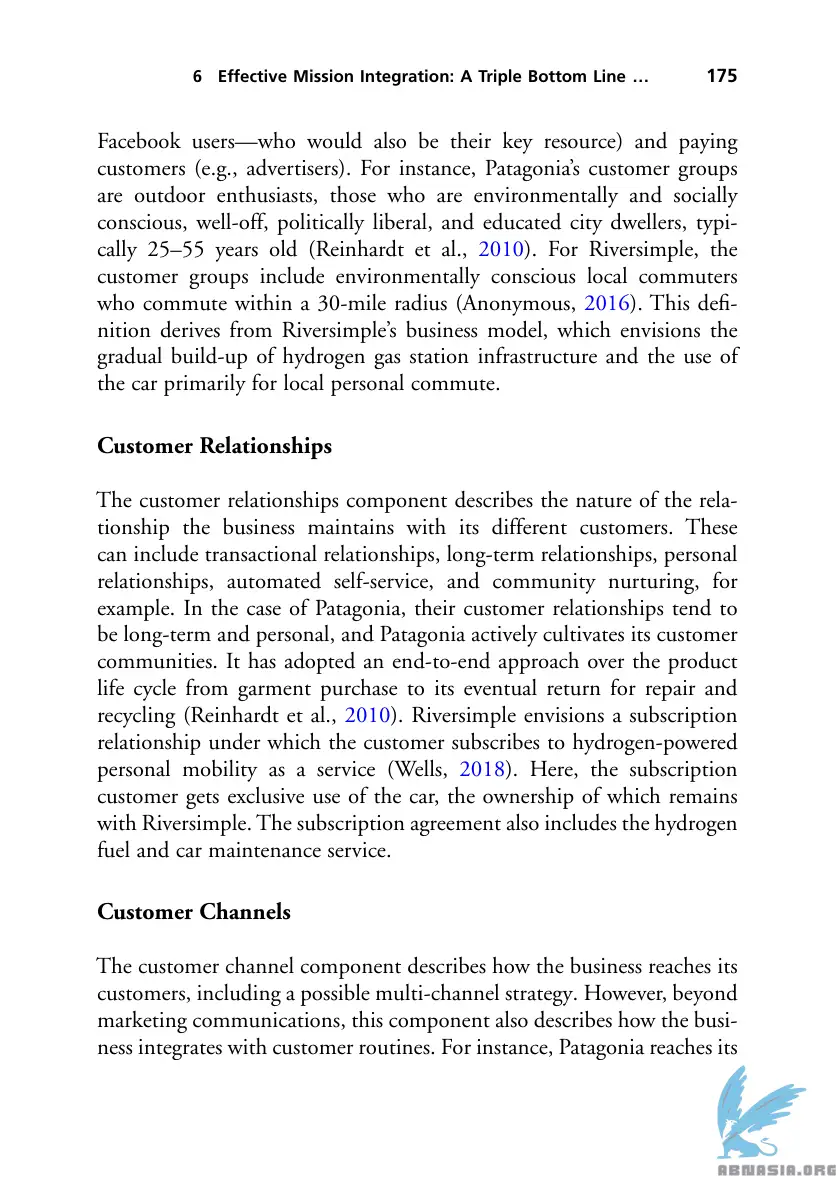 6 Effective Mission Integration: A Triple Bottom Line … 175
Facebook users—who would also be their key resource) and paying
customers (e.g., advertisers). For instance, Patagonia’s customer groups
are outdoor enthusiasts, those who are environmentally and socially
conscious, well-off, politically liberal, and educated city dwellers, typi-
cally 25–55 years old (Reinhardt et al., 2010). For Riversimple, the
customer groups include environmentally conscious local commuters
who commute within a 30-mile radius (Anonymous, 2016). This defi-
nition derives from Riversimple’s business model, which envisions the
gradual build-up of hydrogen gas station infrastructure and the use of
the car primarily for local personal commute.
Customer Relationships
The customer relationships component describes the nature of the rela-
tionship the business maintains with its different customers. These
can include transactional relationships, long-term relationships, personal
relationships, automated self-service, and community nurturing, for
example. In the case of Patagonia, their customer relationships tend to
be long-term and personal, and Patagonia actively cultivates its customer
communities. It has adopted an end-to-end approach over the product
life cycle from garment purchase to its eventual return for repair and
recycling (Reinhardt et al., 2010). Riversimple envisions a subscription
relationship under which the customer subscribes to hydrogen-powered
personal mobility as a service (Wells, 2018). Here, the subscription
customer gets exclusive use of the car, the ownership of which remains
with Riversimple. The subscription agreement also includes the hydrogen
fuel and car maintenance service.
Customer Channels
The customer channel component describes how the business reaches its
customers, including a possible multi-channel strategy. However, beyond
marketing communications, this component also describes how the busi-
ness integrates with customer routines. For instance, Patagonia reaches its
ABNASIA.ORG